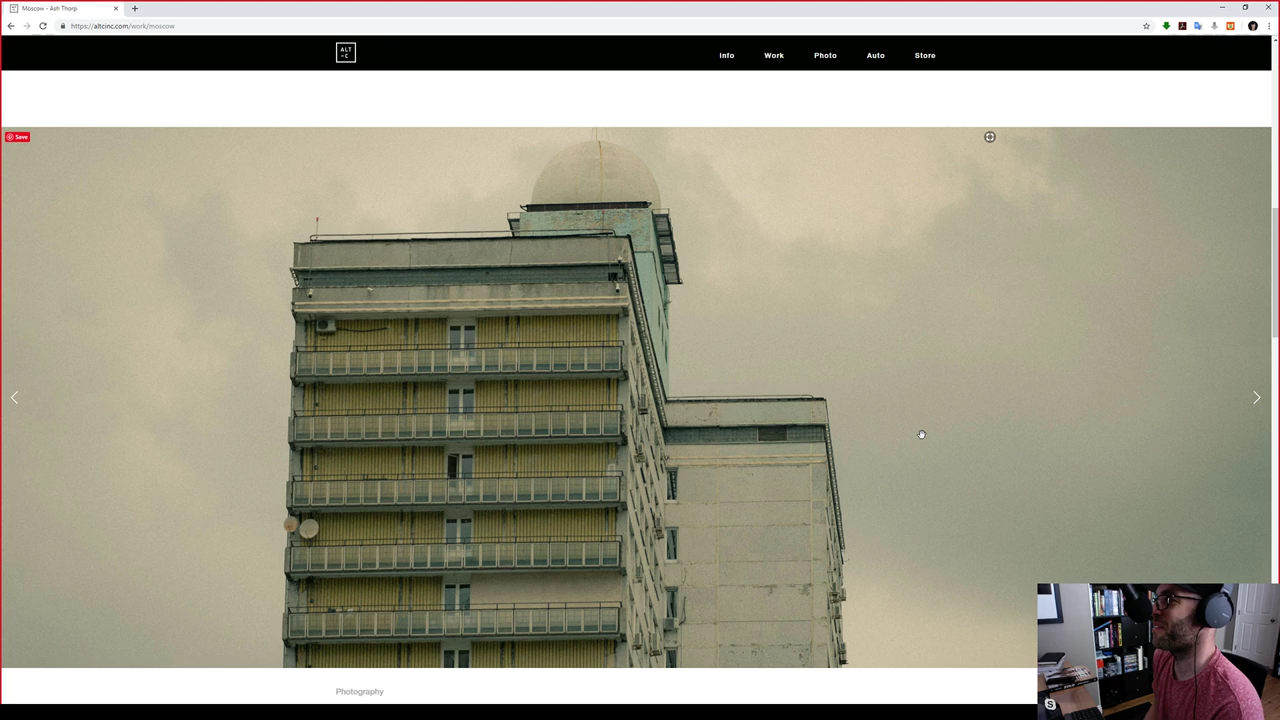 Moscow - Ash Thorp
https://altcinc.com/work/moscow
ALT
-C
Info
Work
Photo
Auto
Store
Save
Photography